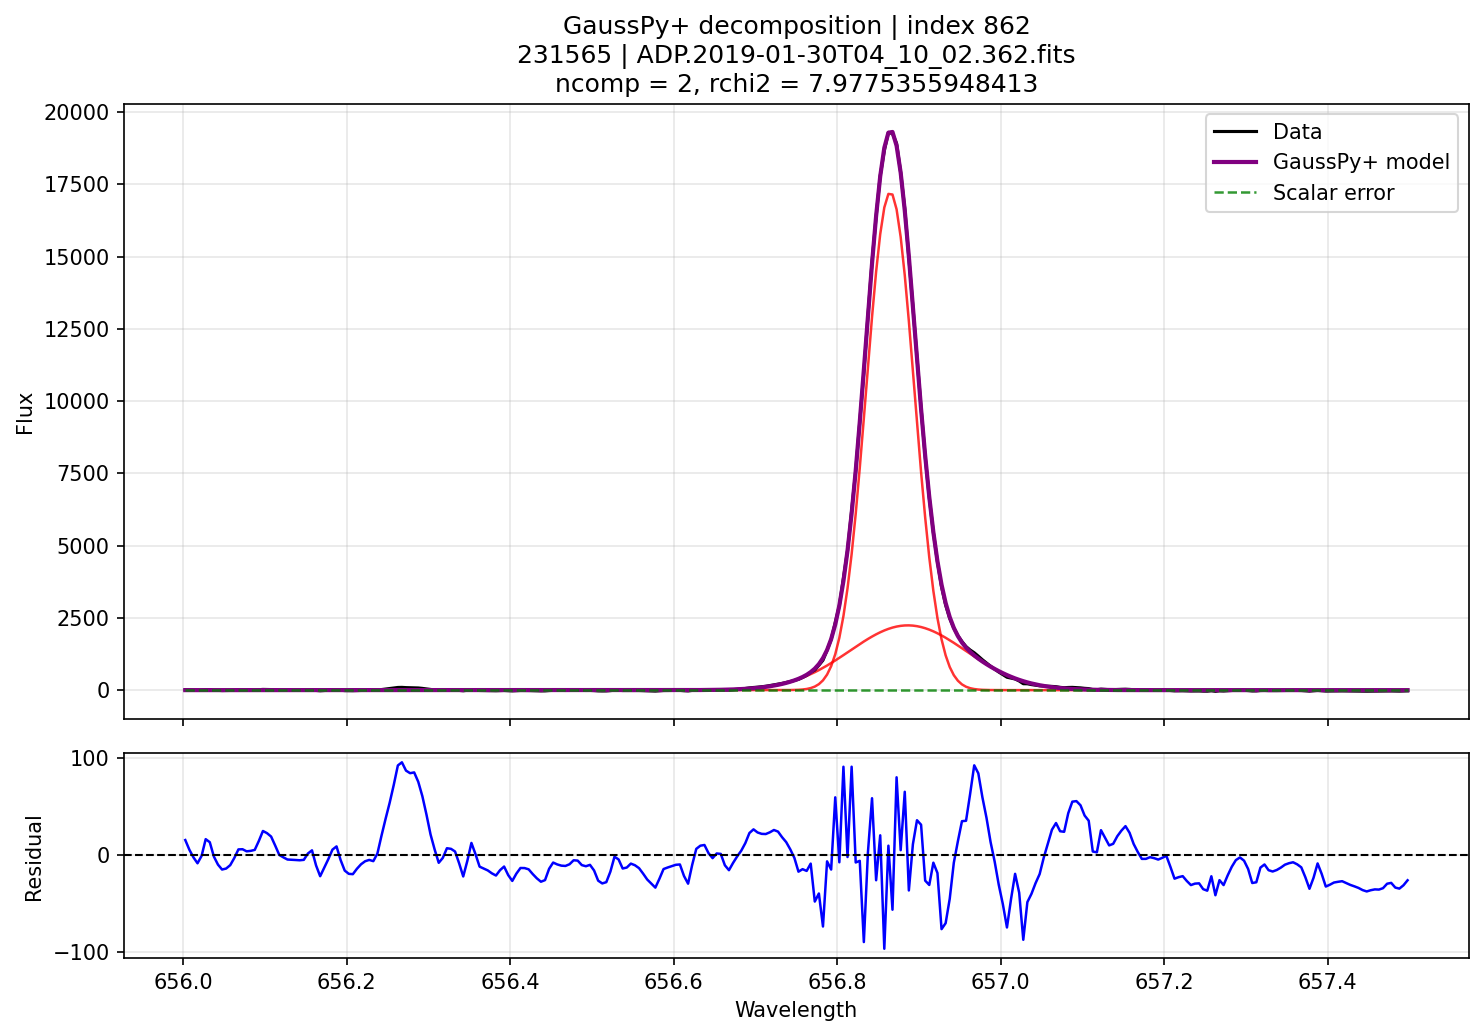 GaussPy+ decomposition | index 862
231565 | ADP.2019-01-30T04_10_02.362.fits
ncomp = 2, rchi2 = 7.9775355948413
20000
17500
15000
12500
10000
7500
5000
2500
0
Flux
Data
GaussPy+ model
Scalar error
100
0
−100
Residual
656.0
656.2
656.4
656.6
656.8
657.0
657.2
657.4
Wavelength